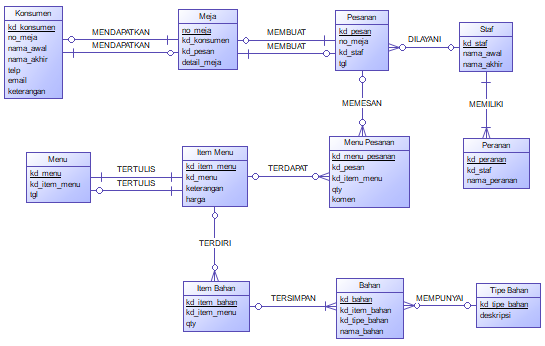 Konsumen
kd_konsumen
no_meja
nama_awal
nama_akhir
telp
email
keterangan
MENDAPATKAN
MENDAPATKAN
Meja
no_meja
kd_konsumen
kd_pesan
detail_meja
MEMBUAT
MEMBUAT
Pesanan
kd_pesan
no_meja
kd_staf
tgl
DILAYANI
Staf
kd_staf
nama_awal
nama_akhir
MEMESAN
MEMILIKI
Menu
kd_menu
kd_item_menu
tgl
TERTULIS
TERTULIS
Item Menu
kd_item_menu
kd_menu
keterangan
harga
TERDAPAT
Menu Pesanan
kd_menu_pesanan
kd_pesan
kd_item_menu
qty
komen
Peranan
kd_peranan
kd_staf
nama_peranan
TERDIRI
Item Bahan
kd_item_bahan
kd_item_menu
qty
TERSIMPAN
Bahan
kd_bahan
kd_item_bahan
kd_tipe_bahan
nama_bahan
MEMPUNYAI
Tipe Bahan
kd_tipe_bahan
deskripsi